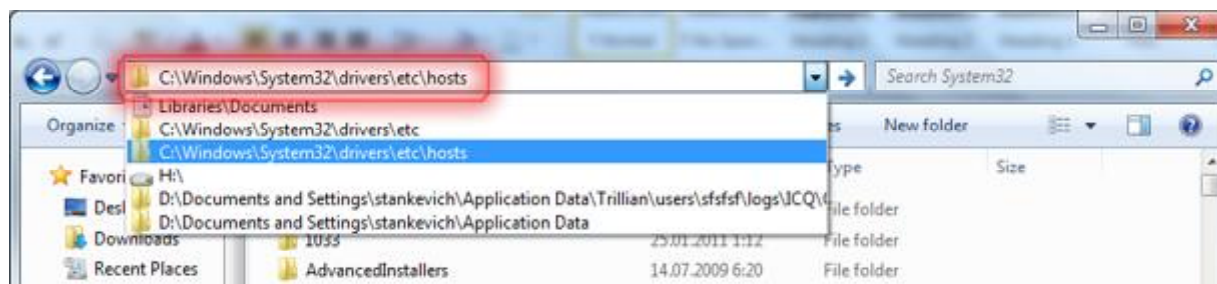 C:\Windows\System32\drivers\etc\hosts
Search System32
Libraries\Documents
Organize
C:\Windows\System32\drivers\etc
New folder
C:\Windows\System32\drivers\etc\hosts
Type
Size
Favori
H:\
D:\Documents and Settings\stankevich\Application Data\Trillian\users\sfsfsf\logs\ICQ\
Desl
File folder
D:\Documents and Settings\stankevich\Application Data
Downloads
1033
25.01.2011 1:12
File folder
Recent Places
AdvancedInstallers
14.07.2009 6:20
File folder